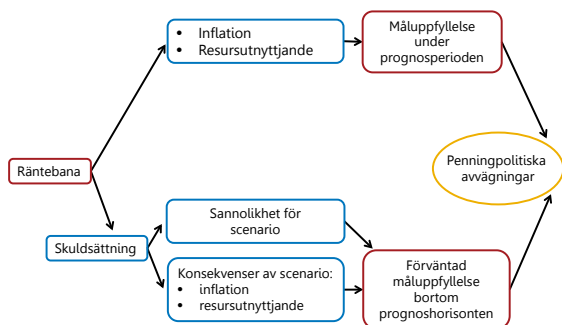 • Inflation
• Resursutnyttjande
Måluppfyllelse
under
prognosperioden
Räntebana
Penningpolitiska
avvägningar
Skuldsättning
Sannolikhet för
scenario
Konsekvenser av scenario:
• inflation
• resursutnyttjande
Förväntad
måluppfyllelse
bortom
prognoshorisonten